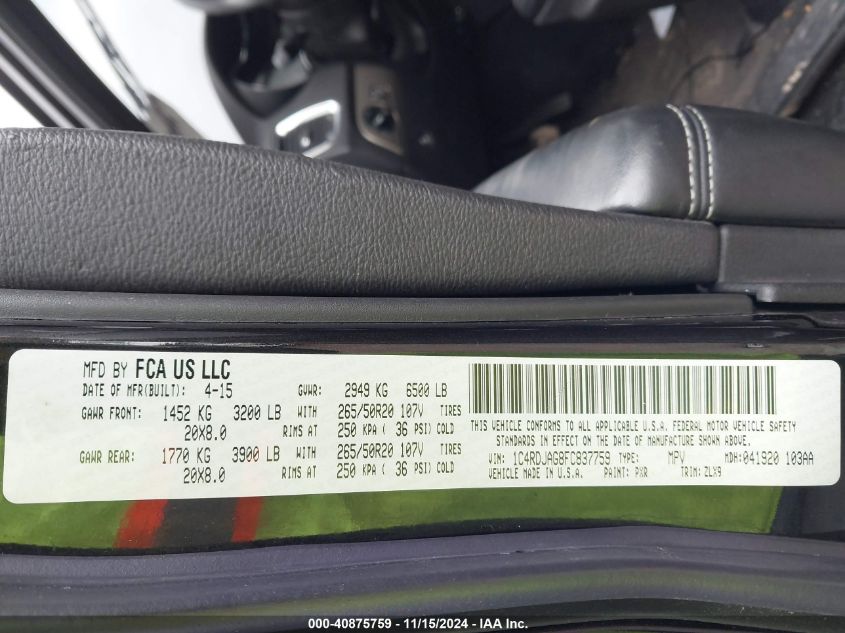 MFD BY FCA US LLC
DATE OF MFR(BUILT): 4-15 GVWR: 2949 KG 6500 LB
GAWR FRONT: 1452 KG 3200 LB WITH 265/50R20 107V TIRES
20X8.0 RIMS AT 250 KPA ( 36 PSI) COLD
GAWR REAR: 1770 KG 3900 LB WITH 265/50R20 107V TIRES
20X8.0 RIMS AT 250 KPA ( 36 PSI) COLD
THIS VEHICLE CONFORMS TO ALL APPLICABLE U.S.A. FEDERAL MOTOR VEHICLE SAFETY
STANDARDS IN EFFECT ON THE DATE OF MANUFACTURE SHOWN ABOVE.
VIN: 1C4RDJAG8FC837759 TYPE: MPV MDH: 041920 103AA
VEHICLE MADE IN U.S.A. PAINT: PXR TRIM: ZLX9
000-40875759 - 11/15/2024 - IAA Inc.